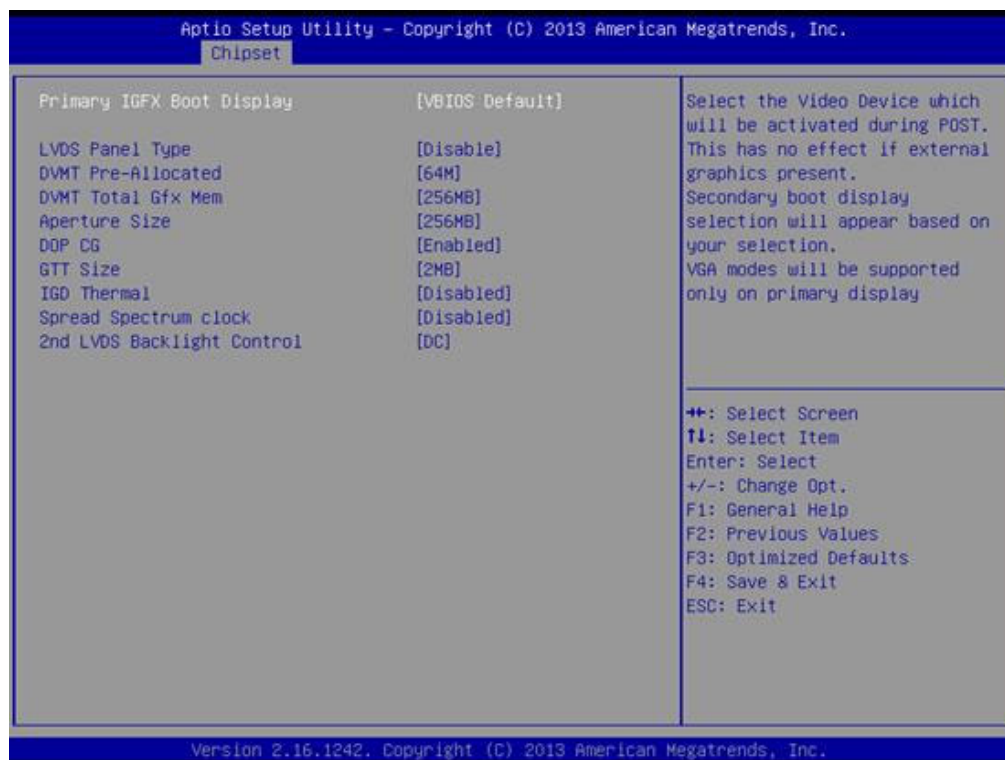 Aptio Setup Utility - Copyright (C) 2013 American Megatrends, Inc.
Chipset
Primary IGFX Boot Display [VBIOS Default]
LVDS Panel Type [Disable]
DVMT Pre-Allocated [64M]
DVMT Total Gfx Mem [256MB]
Aperture Size [256MB]
DOP CG [Enabled]
GTT Size [2MB]
IGD Thermal [Disabled]
Spread Spectrum clock [Disabled]
2nd LVDS Backlight Control [DC]
Select the Video Device which
will be activated during POST.
This has no effect if external
graphics present.
Secondary boot display
selection will appear based on
your selection.
VGA modes will be supported
only on primary display
→←: Select Screen
↑↓: Select Item
Enter: Select
+/-: Change Opt.
F1: General Help
F2: Previous Values
F3: Optimized Defaults
F4: Save & Exit
ESC: Exit
Version 2.16.1242. Copyright (C) 2013 American Megatrends, Inc.